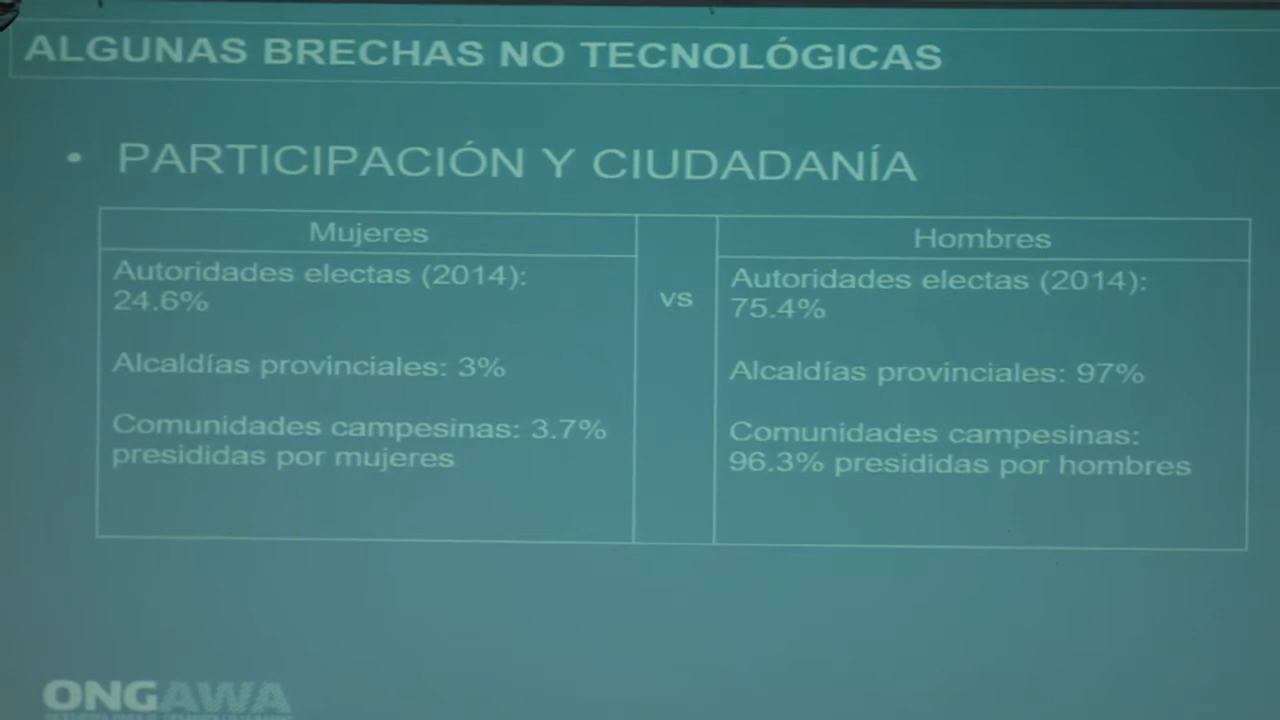 ALGUNAS BRECHAS NO TECNOLÓGICAS
• PARTICIPACIÓN Y CIUDADANÍA
Mujeres
Autoridades electas (2014):
24.6%
Alcaldías provinciales: 3%
Comunidades campesinas: 3.7%
presididas por mujeres
vs
Hombres
Autoridades electas (2014):
75.4%
Alcaldías provinciales: 97%
Comunidades campesinas:
96.3% presididas por hombres
ONGAWA